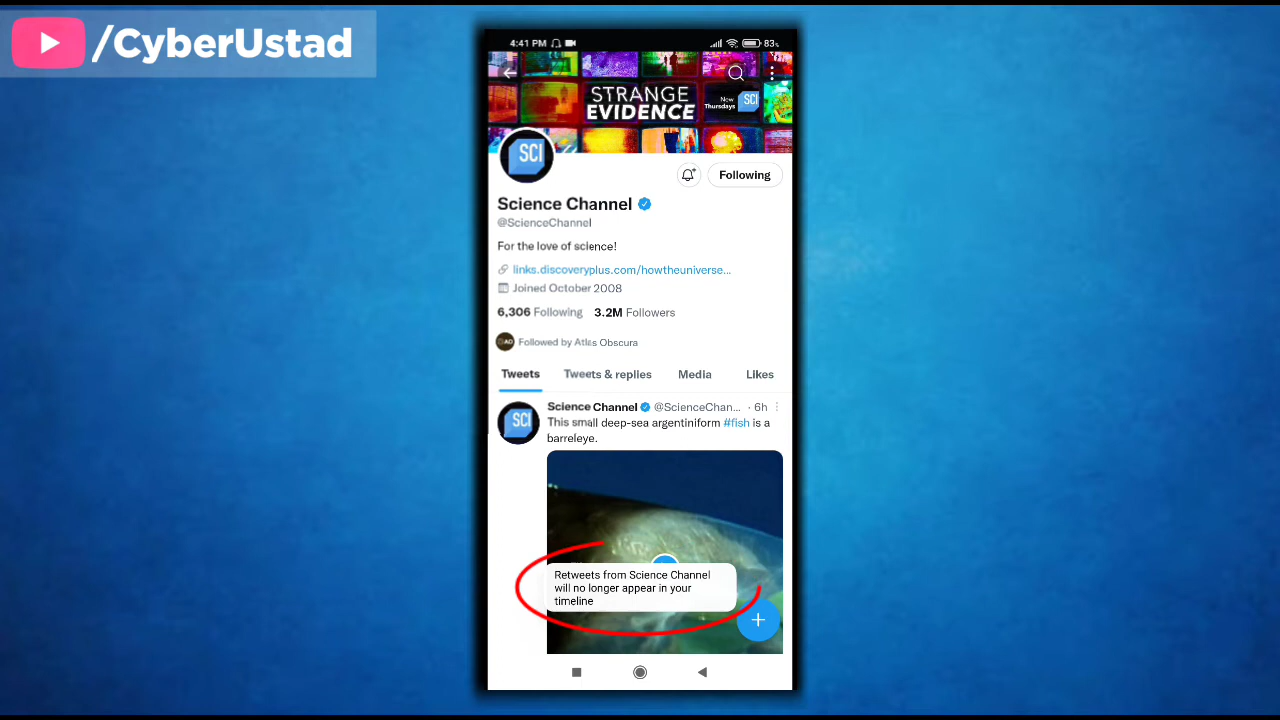 /CyberUstad
4:41 PM
83%
STRANGE
EVIDENCE
New
Thursdays
SCI
SCI
Following
Science Channel
@ScienceChannel
For the love of science!
links.discoveryplus.com/howtheuniverse...
Joined October 2008
6,306 Following 3.2M Followers
AO
Followed by Atlas Obscura
Tweets Tweets & replies Media Likes
Science Channel @ScienceChan... · 6h
SCI
This small deep-sea argentiniform #fish is a
barreleye.
Retweets from Science Channel
will no longer appear in your
timeline